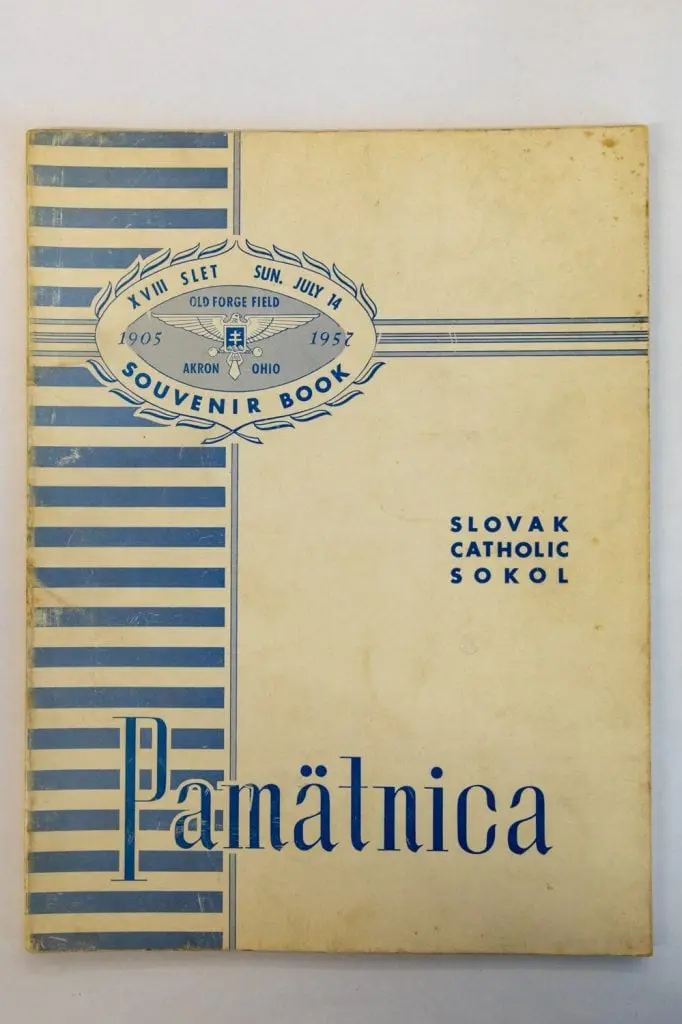 XVIII SLET SUN. JULY 14
OLD FORGE FIELD
1905 1957
AKRON OHIO
SOUVENIR BOOK
SLOVAK
CATHOLIC
SOKOL
Pamätnica